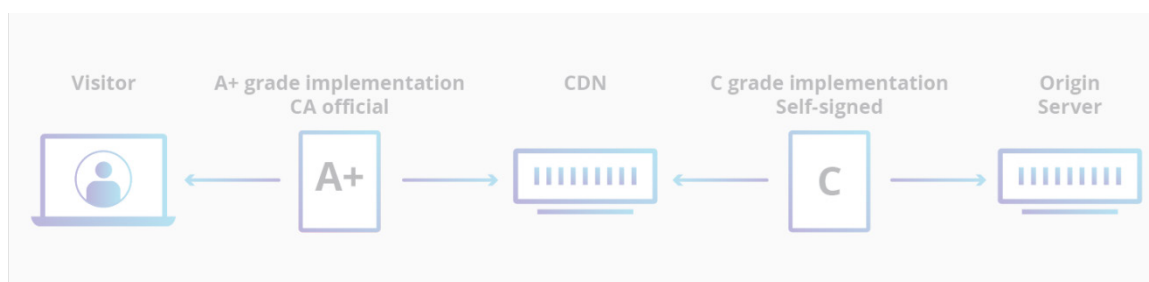 Visitor
A+ grade implementation
CA official
CDN
C grade implementation
Self-signed
Origin
Server
A+
C